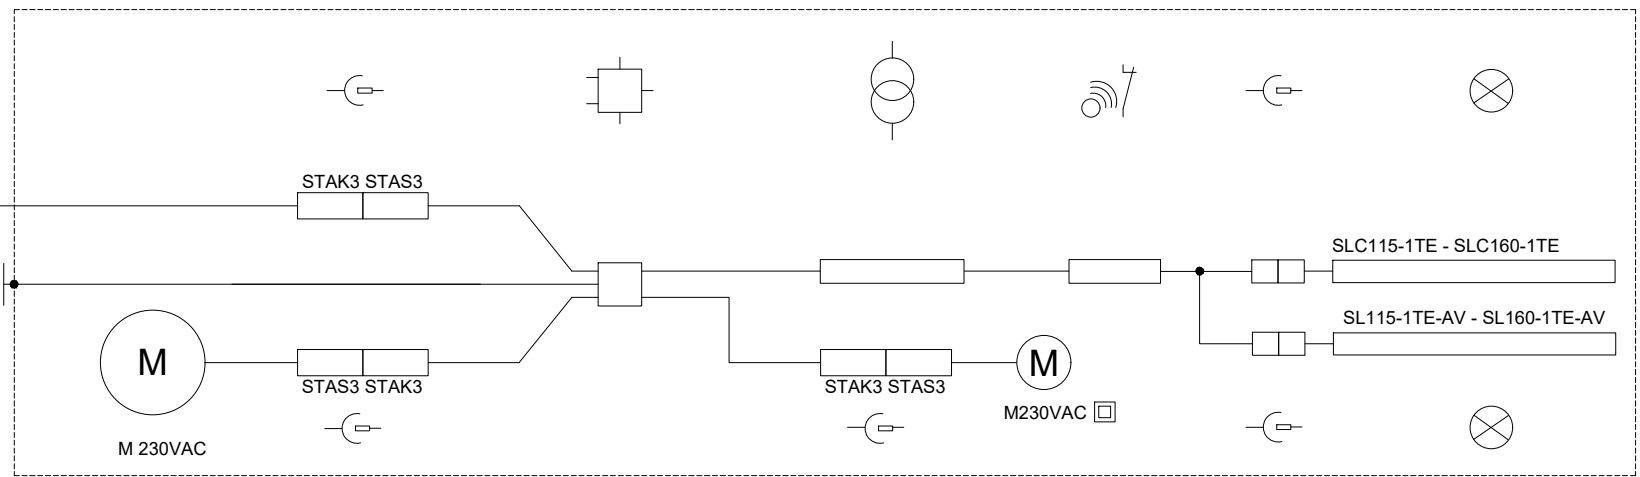 STAK3 STAS3
SLC115-1TE - SLC160-1TE
SL115-1TE-AV - SL160-1TE-AV
M
M
STAS3 STAK3
STAK3 STAS3
M230VAC
M 230VAC